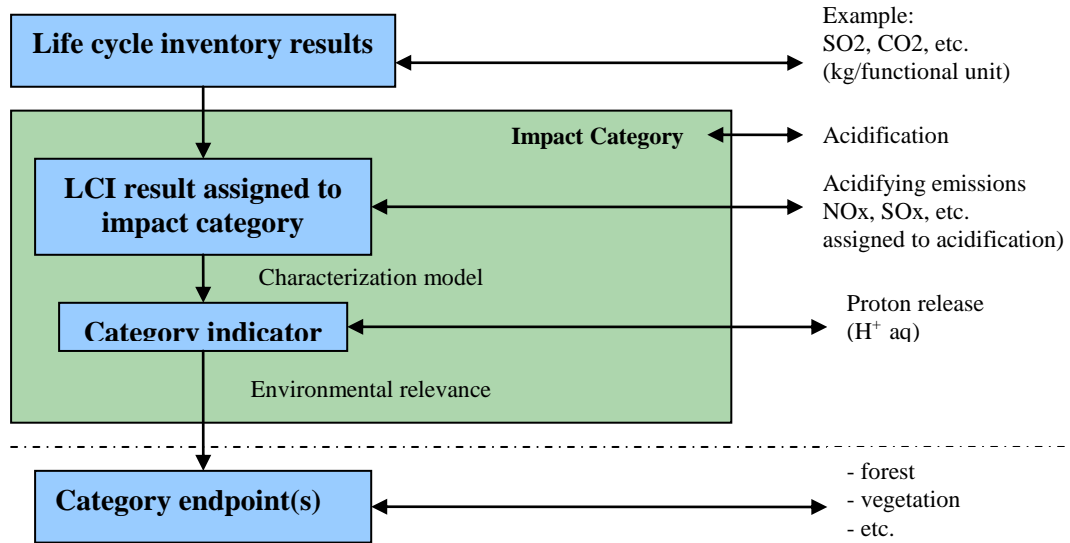 Life cycle inventory results
Example:
SO2, CO2, etc.
(kg/functional unit)
Impact Category
Acidification
LCI result assigned to
impact category
Acidifying emissions
NOx, SOx, etc.
assigned to acidification)
Characterization model
Category indicator
Proton release
(H⁺ aq)
Environmental relevance
Category endpoint(s)
- forest
- vegetation
- etc.